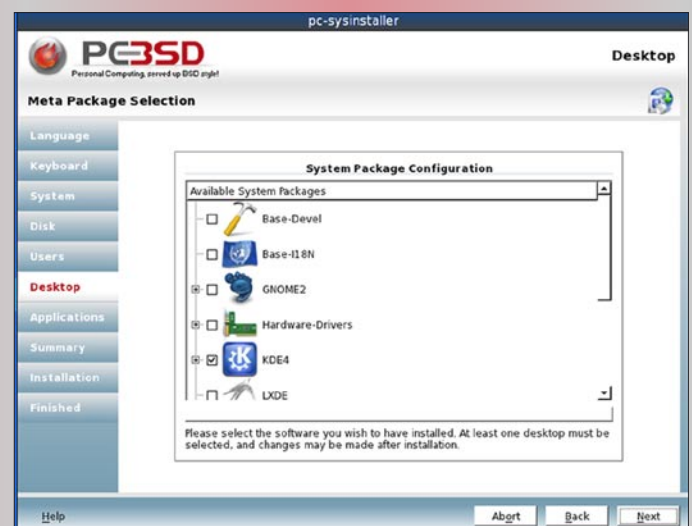 pc-sysinstaller
PCBSD
Personal Computing, served up BSD style!
Desktop
Meta Package Selection
Language
Keyboard
System
Disk
Users
Desktop
Applications
Summary
Installation
Finished
System Package Configuration
Available System Packages
Base-Devel
Base-I18N
GNOME2
Hardware-Drivers
KDE4
LXDE
Please select the software you wish to have installed. At least one desktop must be
selected, and changes may be made after installation.
Help
Abort
Back
Next